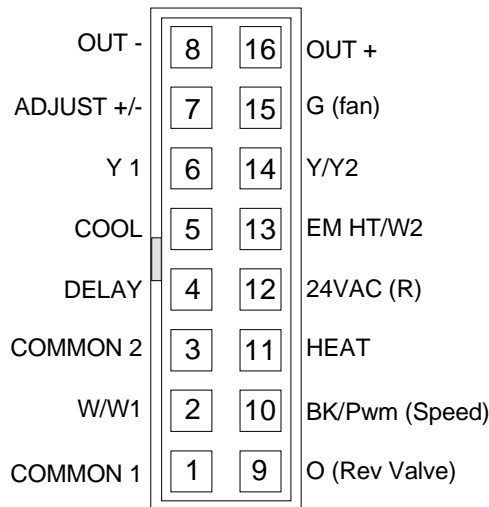 OUT - 8 16 OUT +
ADJUST +/- 7 15 G (fan)
Y 1 6 14 Y/Y2
COOL 5 13 EM HT/W2
DELAY 4 12 24VAC (R)
COMMON 2 3 11 HEAT
W/W1 2 10 BK/Pwm (Speed)
COMMON 1 1 9 O (Rev Valve)